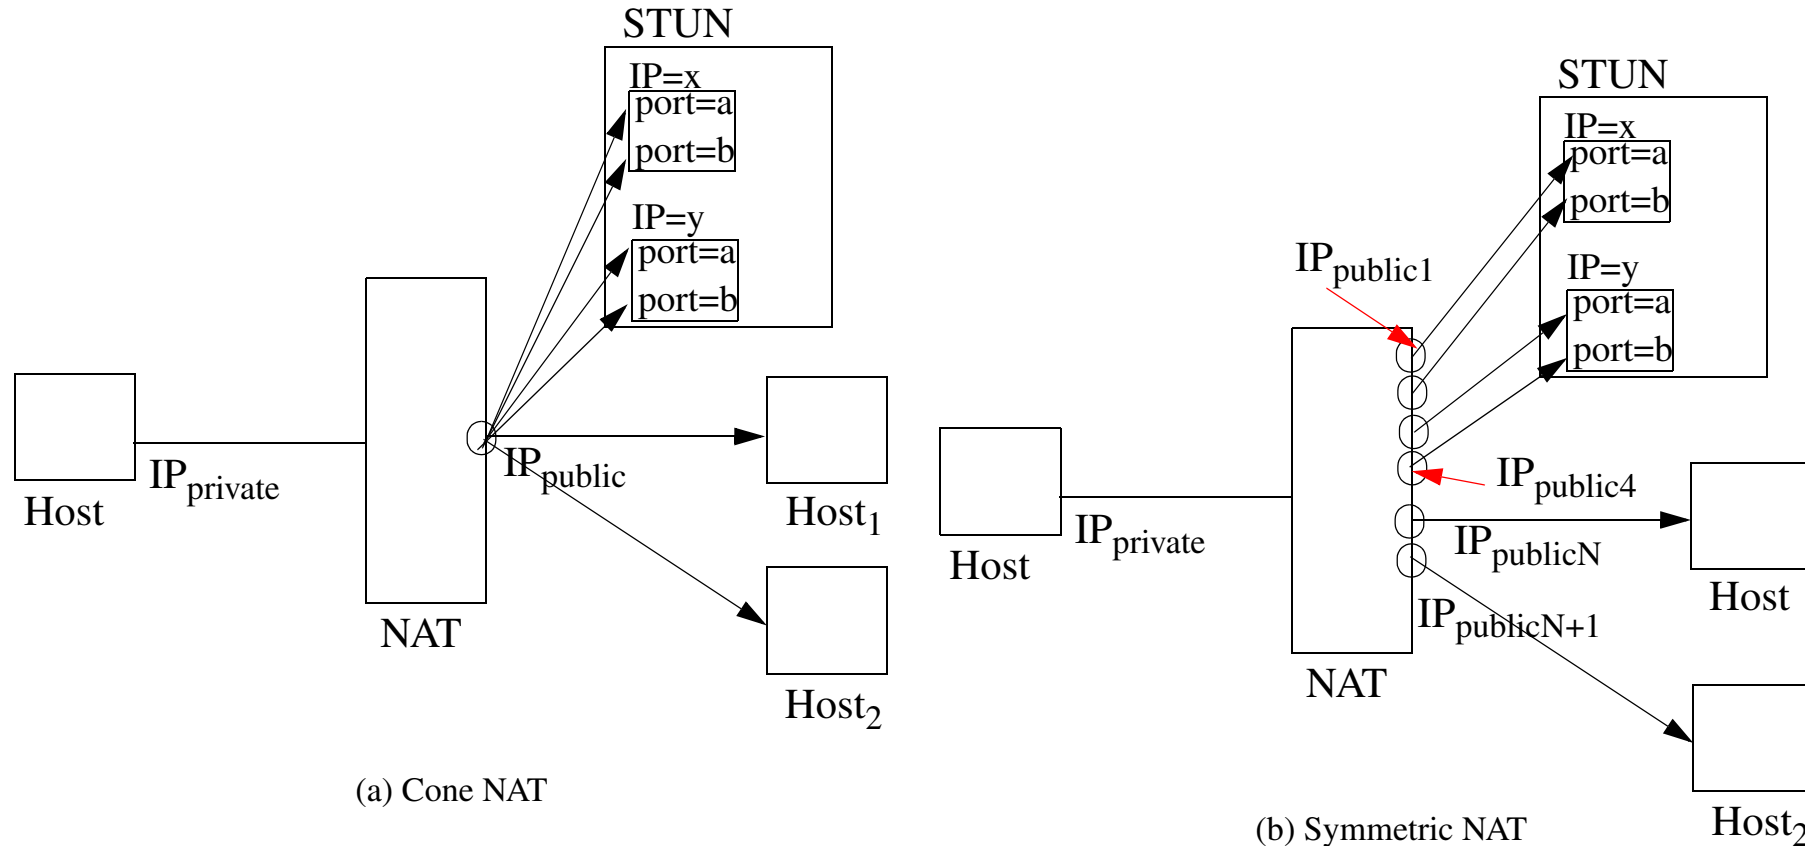 STUN
IP=x
port=a
port=b
IP=y
port=a
port=b
IPprivate
IPpublic
Host
Host1
NAT
Host2
(a) Cone NAT
STUN
IP=x
port=a
port=b
IPpublic1
IP=y
port=a
port=b
IPpublic4
IPprivate
IPpublicN
Host
Host
IPpublicN+1
NAT
Host2
(b) Symmetric NAT